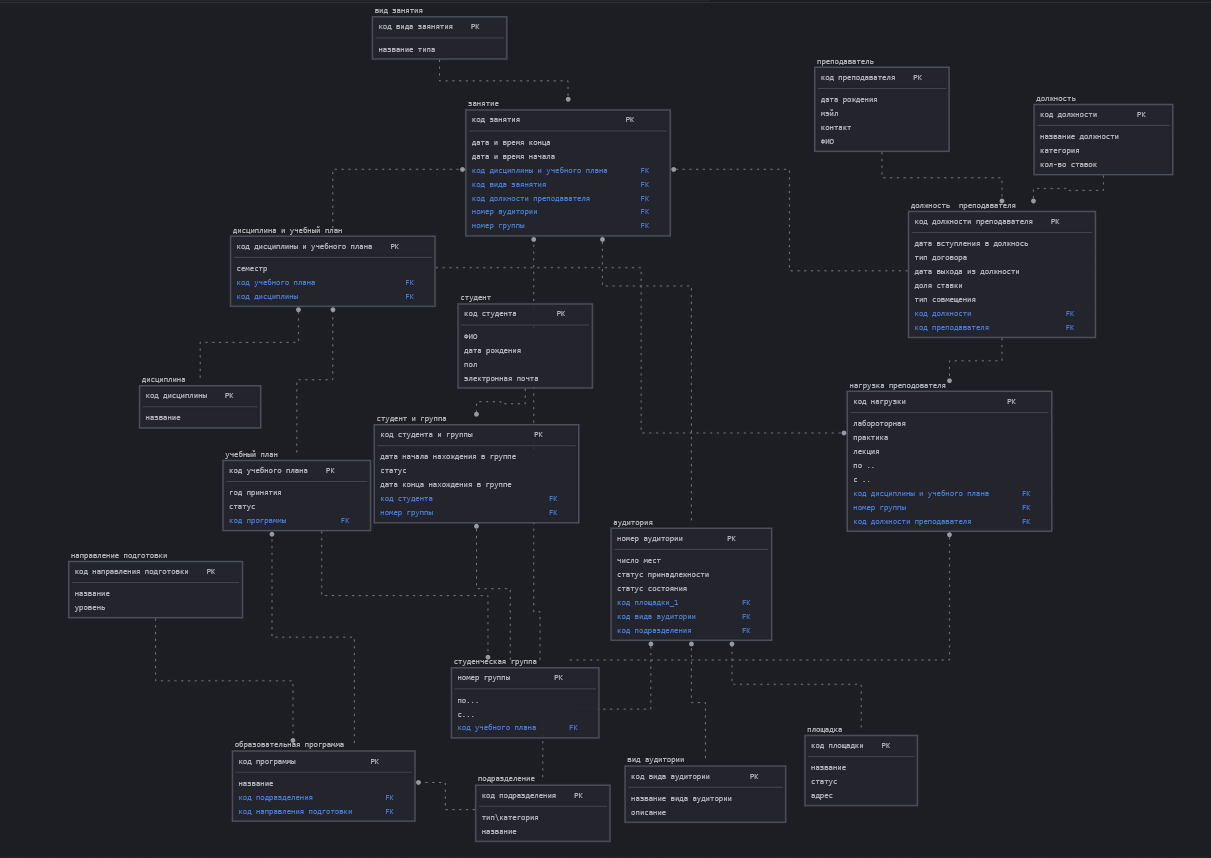 вид занятия
код вида заянятия PK
название типа
преподаватель
код преподавателя PK
дата рождения
мэйл
контакт
ФИО
должность
код должности PK
название должности
категория
кол-во ставок
занятие
код занятия PK
дата и время конца
дата и время начала
код дисциплины и учебного плана FK
код вида заянятия FK
код должности преподавателя FK
номер аудитории FK
номер группы FK
должность преподавателя
код должности преподавателя PK
дата вступления в должнось
тип договора
дата выхода из должности
доля ставки
тип совмещения
код должности FK
код преподавателя FK
дисциплина и учебный план
код дисциплины и учебного плана PK
семестр
код учебного плана FK
код дисциплины FK
студент
код студента PK
ФИО
дата рождения
пол
электронная почта
дисциплина
код дисциплины PK
название
нагрузка преподователя
код нагрузки PK
лабороторная
практика
лекция
по ..
с ..
код дисциплины и учебного плана FK
номер группы FK
код должности преподавателя FK
студент и группа
код студента и группы PK
дата начала нахождения в группе
статус
дата конца нахождения в группе
код студента FK
номер группы FK
учебный план
код учебного плана PK
год принятия
статус
код программы FK
аудитория
номер аудитории PK
число мест
статус принадлежности
статус состояния
код площадки_1 FK
код вида аудитории FK
код подразделения FK
направление подготовки
код направления подготовки PK
название
уровень
студенческая группа
номер группы PK
по...
с...
код учебного плана FK
образовательная программа
код программы PK
название
код подразделения FK
код направления подготовки FK
подразделение
код подразделения PK
тип\категория
название
вид аудитории
код вида аудитории PK
название вида аудитории
описание
площадка
код площадки PK
название
статус
адрес